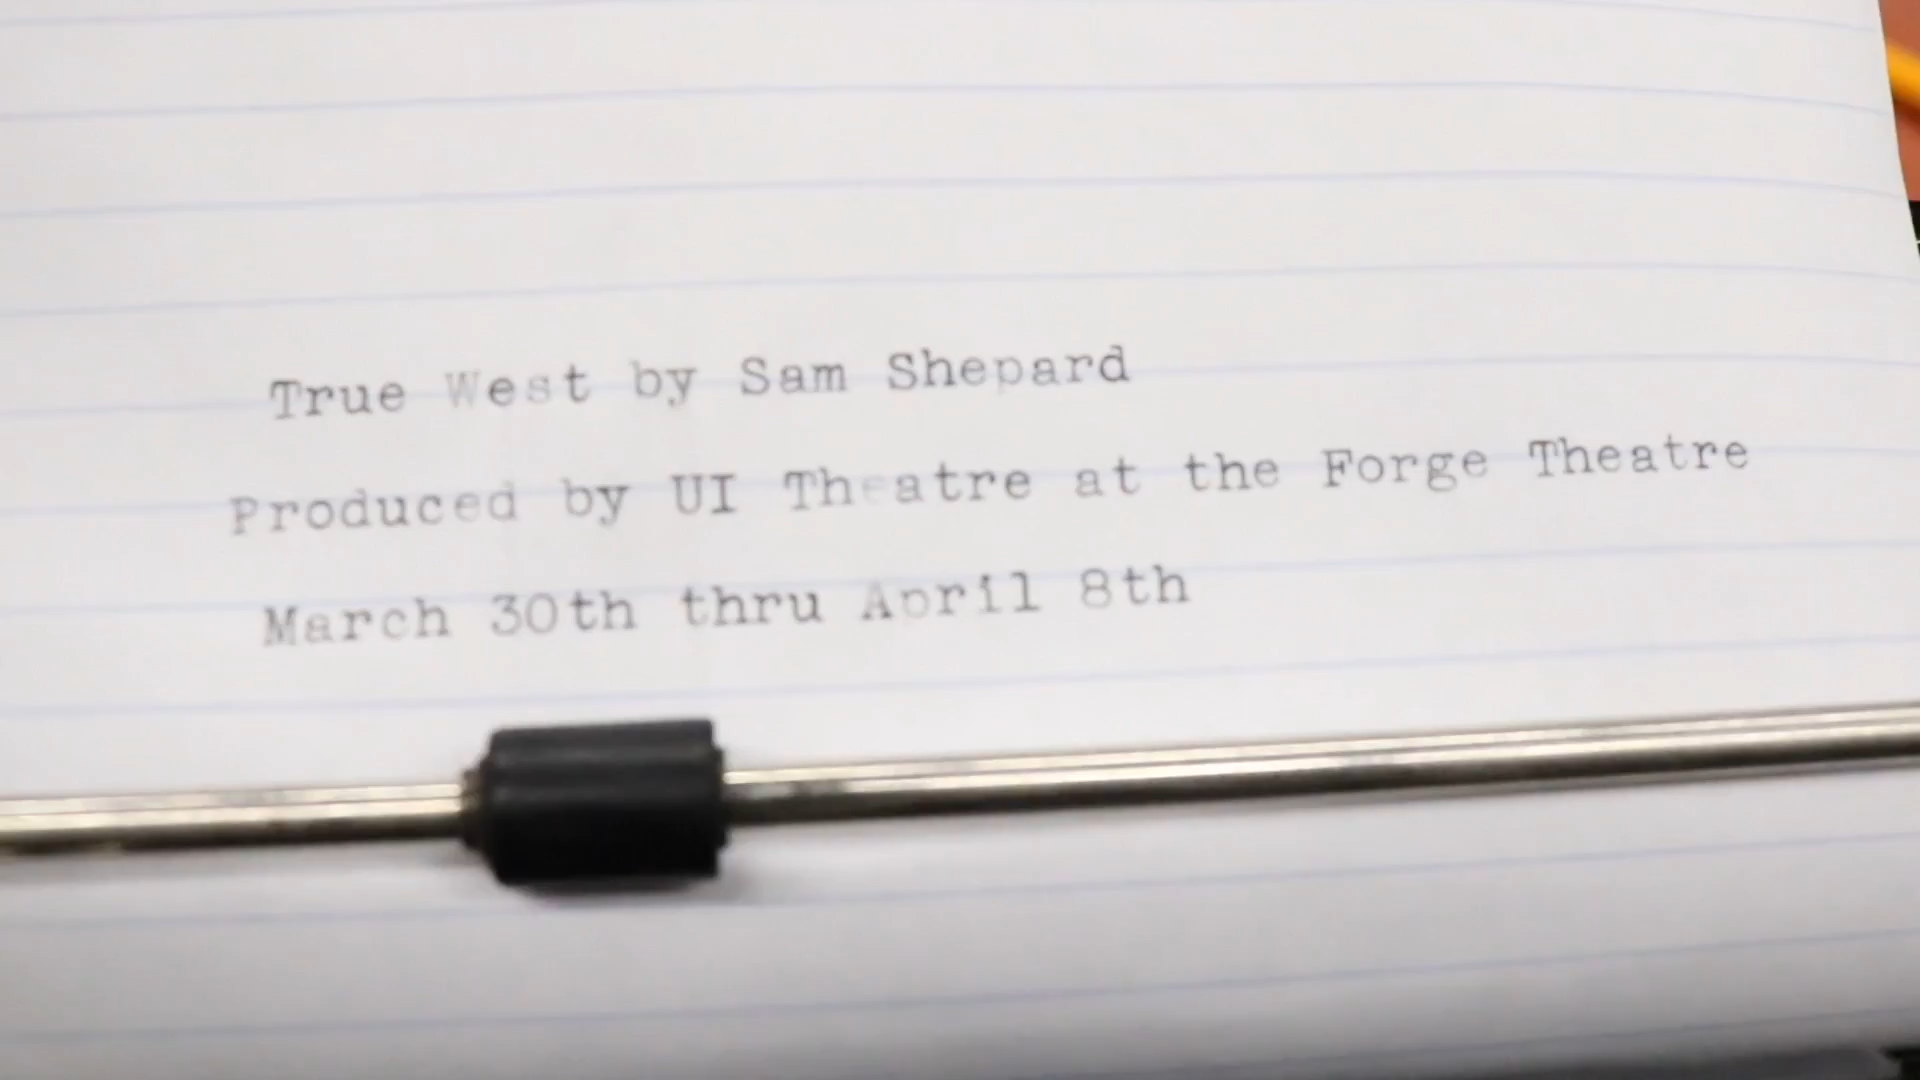 True West by Sam Shepard
Produced by UI Theatre at the Forge Theatre
March 30th thru April 8th